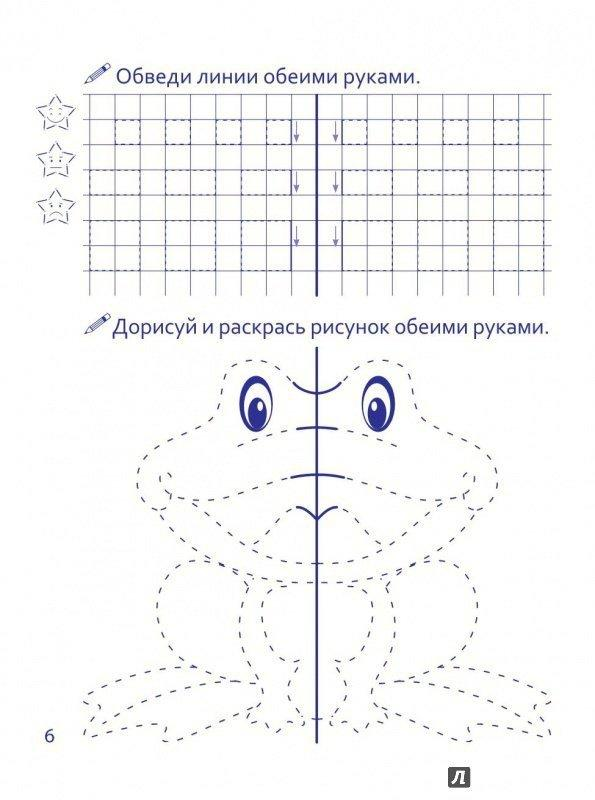 Обведи линии обеими руками.
Дорисуй и раскрась рисунок обеими руками.
6
Л